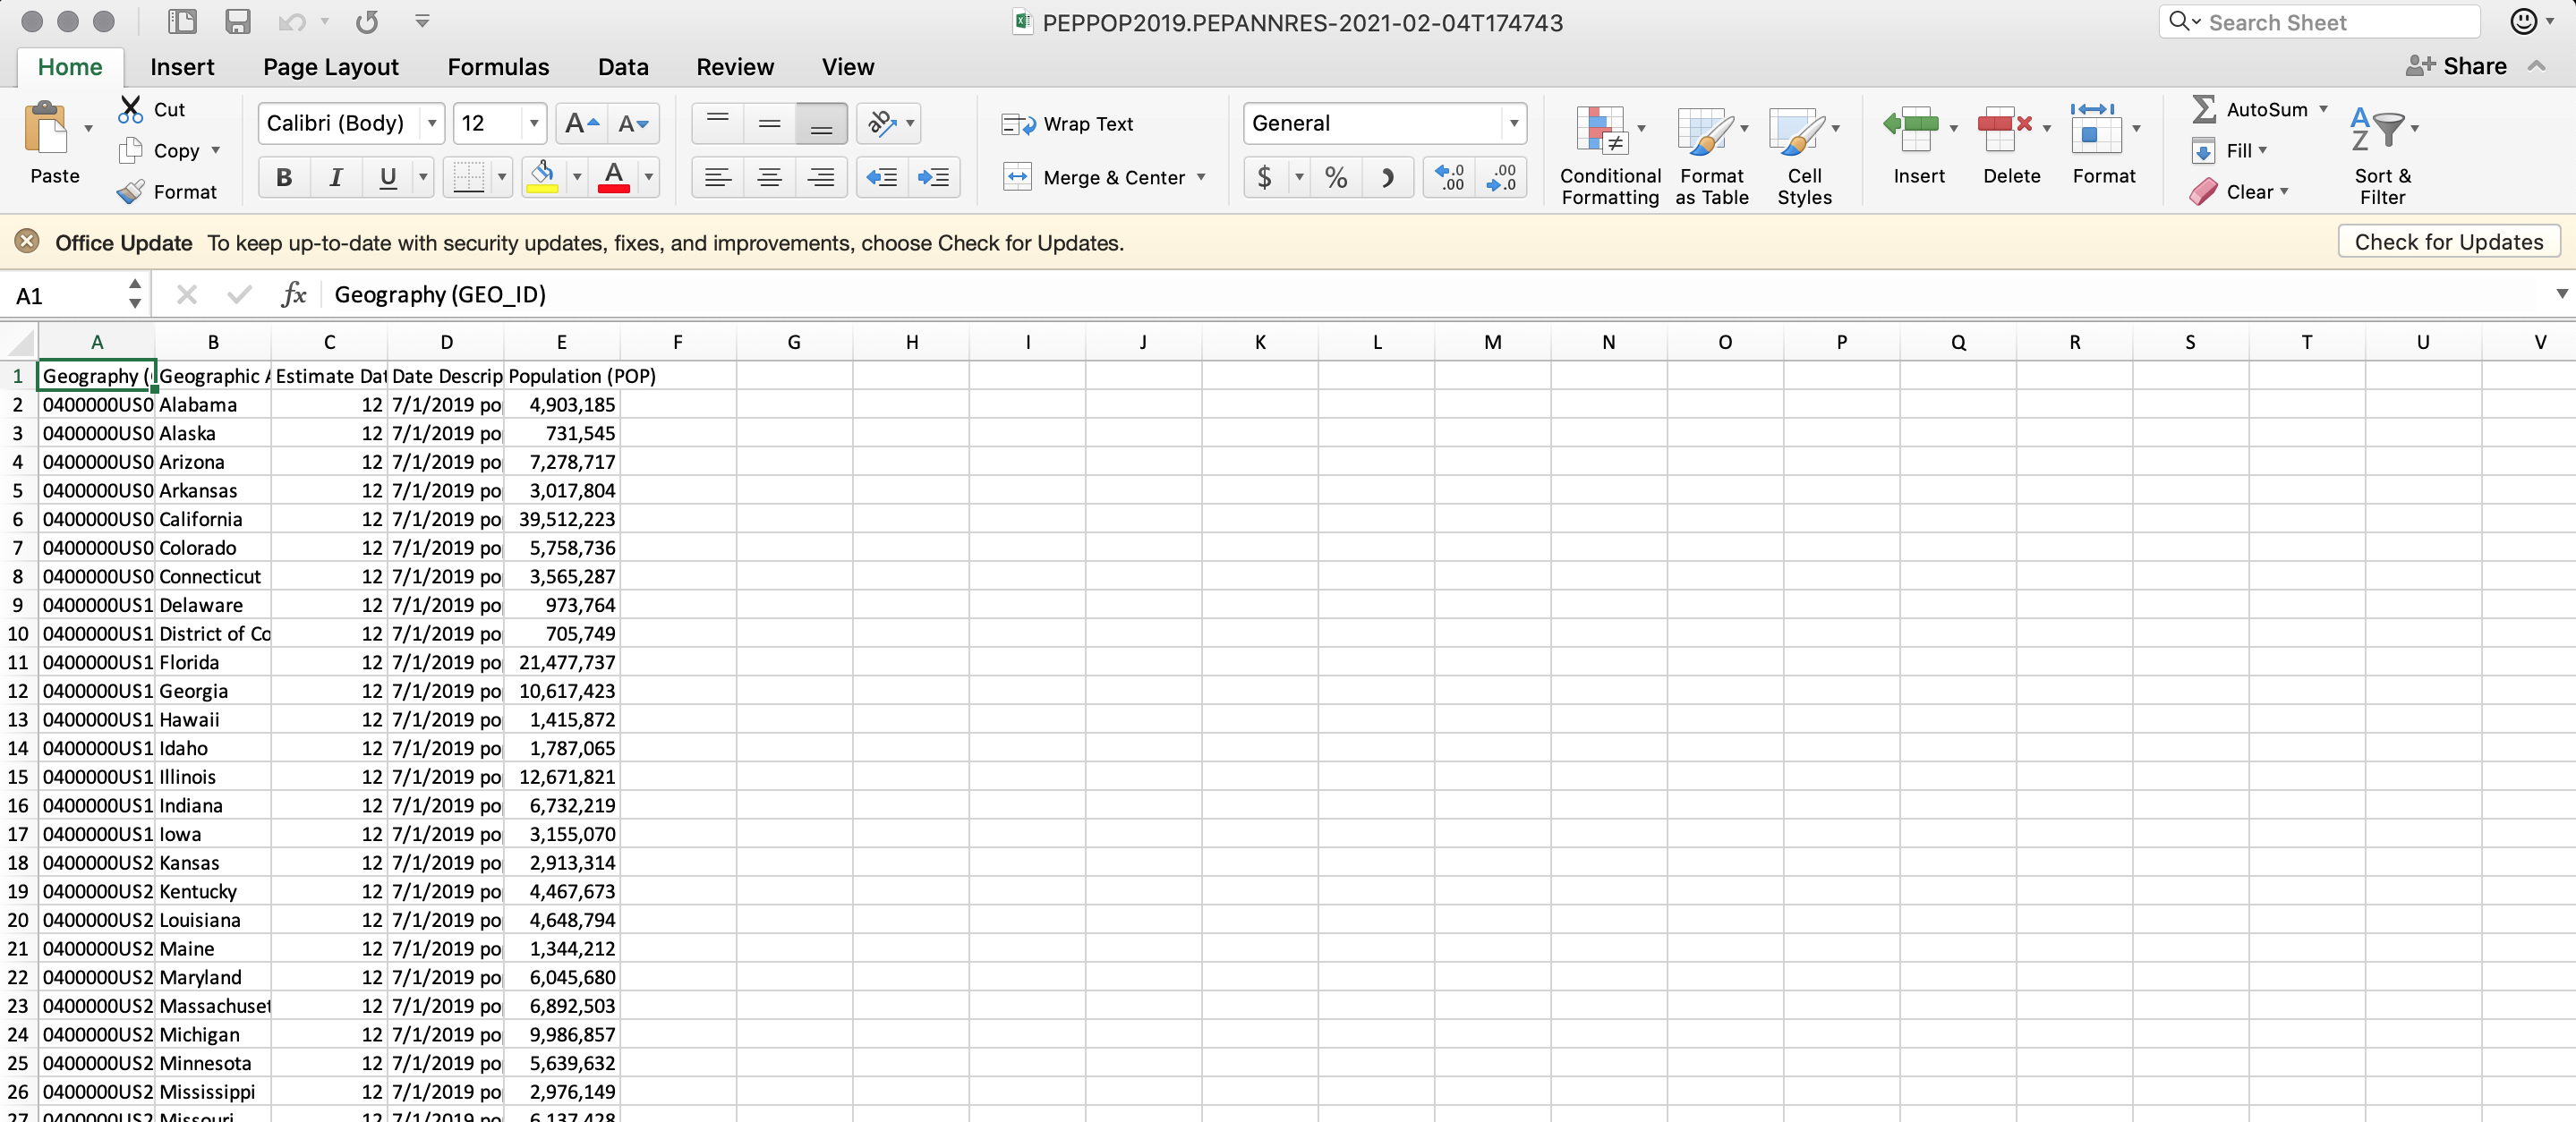 PEPPOP2019.PEPANNRES-2021-02-04T174743
Search Sheet
Home Insert Page Layout Formulas Data Review View
Share
Paste
Cut
Copy
Format
Calibri (Body) 12
A A
B I U A
ab
Wrap Text
Merge & Center
General
$ % .0 .00 .00 .0
Conditional Formatting
Format as Table
Cell Styles
Insert
Delete
Format
AutoSum
Fill
Clear
A Z
Sort & Filter
Office Update To keep up-to-date with security updates, fixes, and improvements, choose Check for Updates.
Check for Updates
A1 fx Geography (GEO_ID)
A B C D E F G H I J K L M N O P Q R S T U V
1 Geography ( Geographic A Estimate Dat Date Descrip Population (POP)
2 0400000US0 Alabama 12 7/1/2019 po 4,903,185
3 0400000US0 Alaska 12 7/1/2019 po 731,545
4 0400000US0 Arizona 12 7/1/2019 po 7,278,717
5 0400000US0 Arkansas 12 7/1/2019 po 3,017,804
6 0400000US0 California 12 7/1/2019 po 39,512,223
7 0400000US0 Colorado 12 7/1/2019 po 5,758,736
8 0400000US0 Connecticut 12 7/1/2019 po 3,565,287
9 0400000US1 Delaware 12 7/1/2019 po 973,764
10 0400000US1 District of Co 12 7/1/2019 po 705,749
11 0400000US1 Florida 12 7/1/2019 po 21,477,737
12 0400000US1 Georgia 12 7/1/2019 po 10,617,423
13 0400000US1 Hawaii 12 7/1/2019 po 1,415,872
14 0400000US1 Idaho 12 7/1/2019 po 1,787,065
15 0400000US1 Illinois 12 7/1/2019 po 12,671,821
16 0400000US1 Indiana 12 7/1/2019 po 6,732,219
17 0400000US1 Iowa 12 7/1/2019 po 3,155,070
18 0400000US2 Kansas 12 7/1/2019 po 2,913,314
19 0400000US2 Kentucky 12 7/1/2019 po 4,467,673
20 0400000US2 Louisiana 12 7/1/2019 po 4,648,794
21 0400000US2 Maine 12 7/1/2019 po 1,344,212
22 0400000US2 Maryland 12 7/1/2019 po 6,045,680
23 0400000US2 Massachuset 12 7/1/2019 po 6,892,503
24 0400000US2 Michigan 12 7/1/2019 po 9,986,857
25 0400000US2 Minnesota 12 7/1/2019 po 5,639,632
26 0400000US2 Mississippi 12 7/1/2019 po 2,976,149
27 0400000US2 Missouri 12 7/1/2019 po 6,137,428